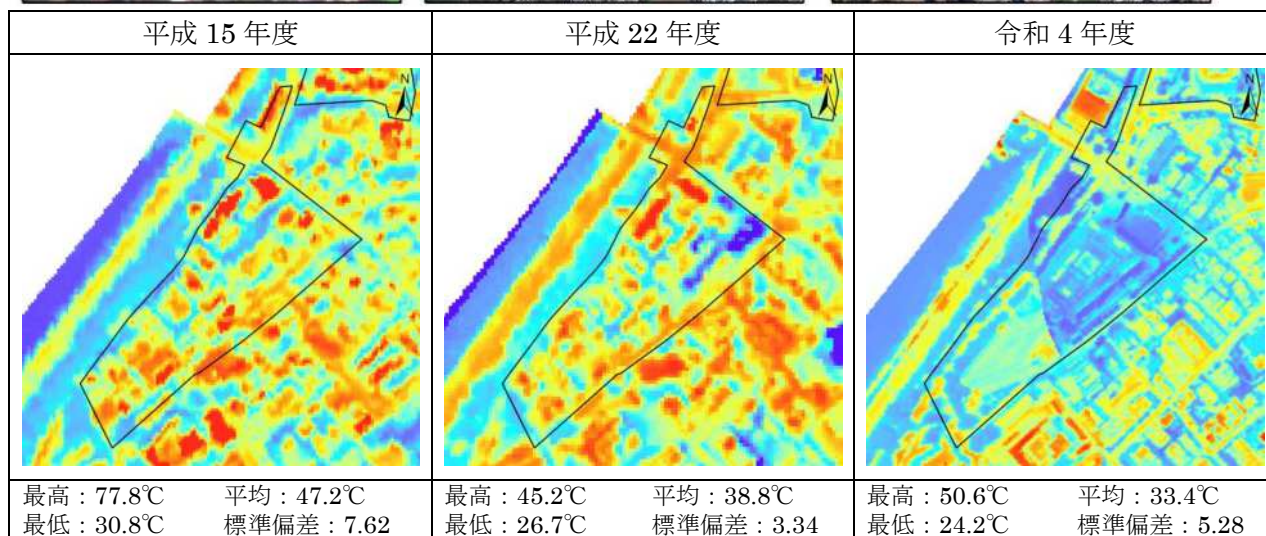 平成 15 年度
平成 22 年度
令和 4 年度
N
N
N
最高：77.8℃ 平均：47.2℃
最低：30.8℃ 標準偏差：7.62
最高：45.2℃ 平均：38.8℃
最低：26.7℃ 標準偏差：3.34
最高：50.6℃ 平均：33.4℃
最低：24.2℃ 標準偏差：5.28